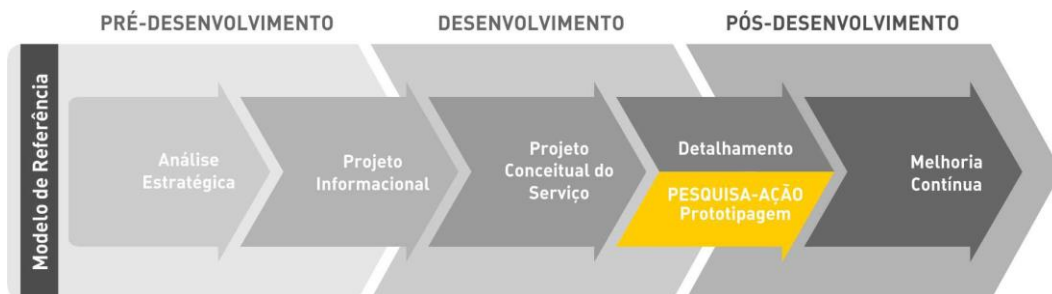 PRÉ-DESENVOLVIMENTO
DESENVOLVIMENTO
PÓS-DESENVOLVIMENTO
Modelo de Referência
Análise
Estratégica
Projeto
Informacional
Projeto
Conceitual do
Serviço
Detalhamento
PESQUISA-AÇÃO
Prototipagem
Melhoria
Contínua